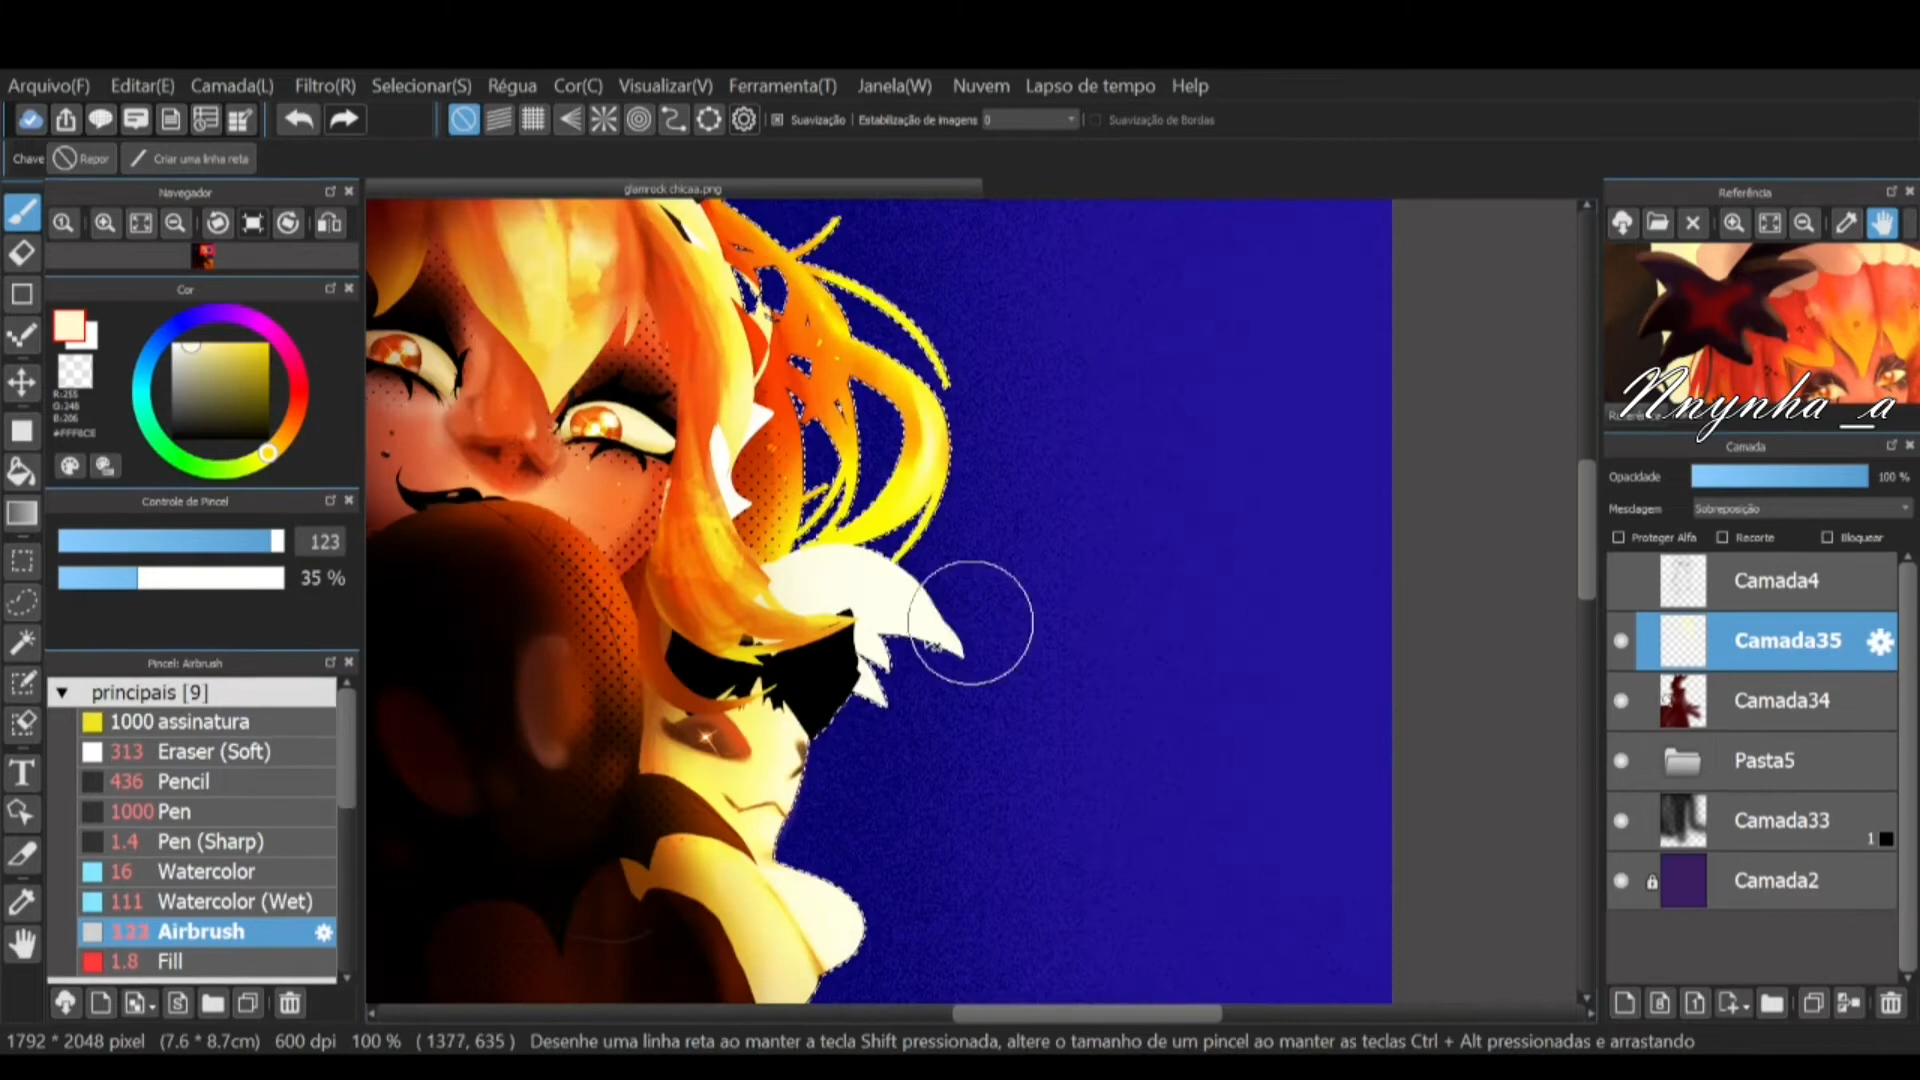 Arquivo(F) Editar(E) Camada(L) Filtro(R) Selecionar(S) Régua Cor(C) Visualizar(V) Ferramenta(T) Janela(W) Nuvem Lapso de tempo Help
Suavização Estabilização de imagens 0 Suavização de Bordas
Chave Repor Criar uma linha reta
Navegador
glamrock chicaa.png
Referência
Cor
R:255
G:248
B:206
#FFF8CE
Nnynha_a
Camada
Opacidade 100 %
Mesclagem Sobreposição
Proteger Alfa Recorte Bloquear
Controle de Pincel
123
35 %
Pincel: Airbrush
principais [9]
1000 assinatura
313 Eraser (Soft)
436 Pencil
1000 Pen
1.4 Pen (Sharp)
16 Watercolor
111 Watercolor (Wet)
123 Airbrush
1.8 Fill
Camada4
Camada35
Camada34
Pasta5
Camada33
1
Camada2
1792 * 2048 pixel (7.6 * 8.7cm) 600 dpi 100 % ( 1377, 635 ) Desenhe uma linha reta ao manter a tecla Shift pressionada, altere o tamanho de um pincel ao manter as teclas Ctrl + Alt pressionadas e arrastando